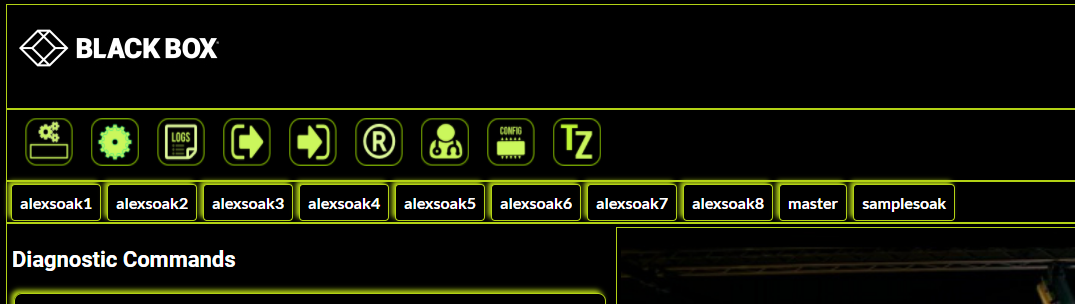 BLACK BOX
LOGS
R
CONFIG
TZ
alexsoak1 alexsoak2 alexsoak3 alexsoak4 alexsoak5 alexsoak6 alexsoak7 alexsoak8 master samplesoak
Diagnostic Commands